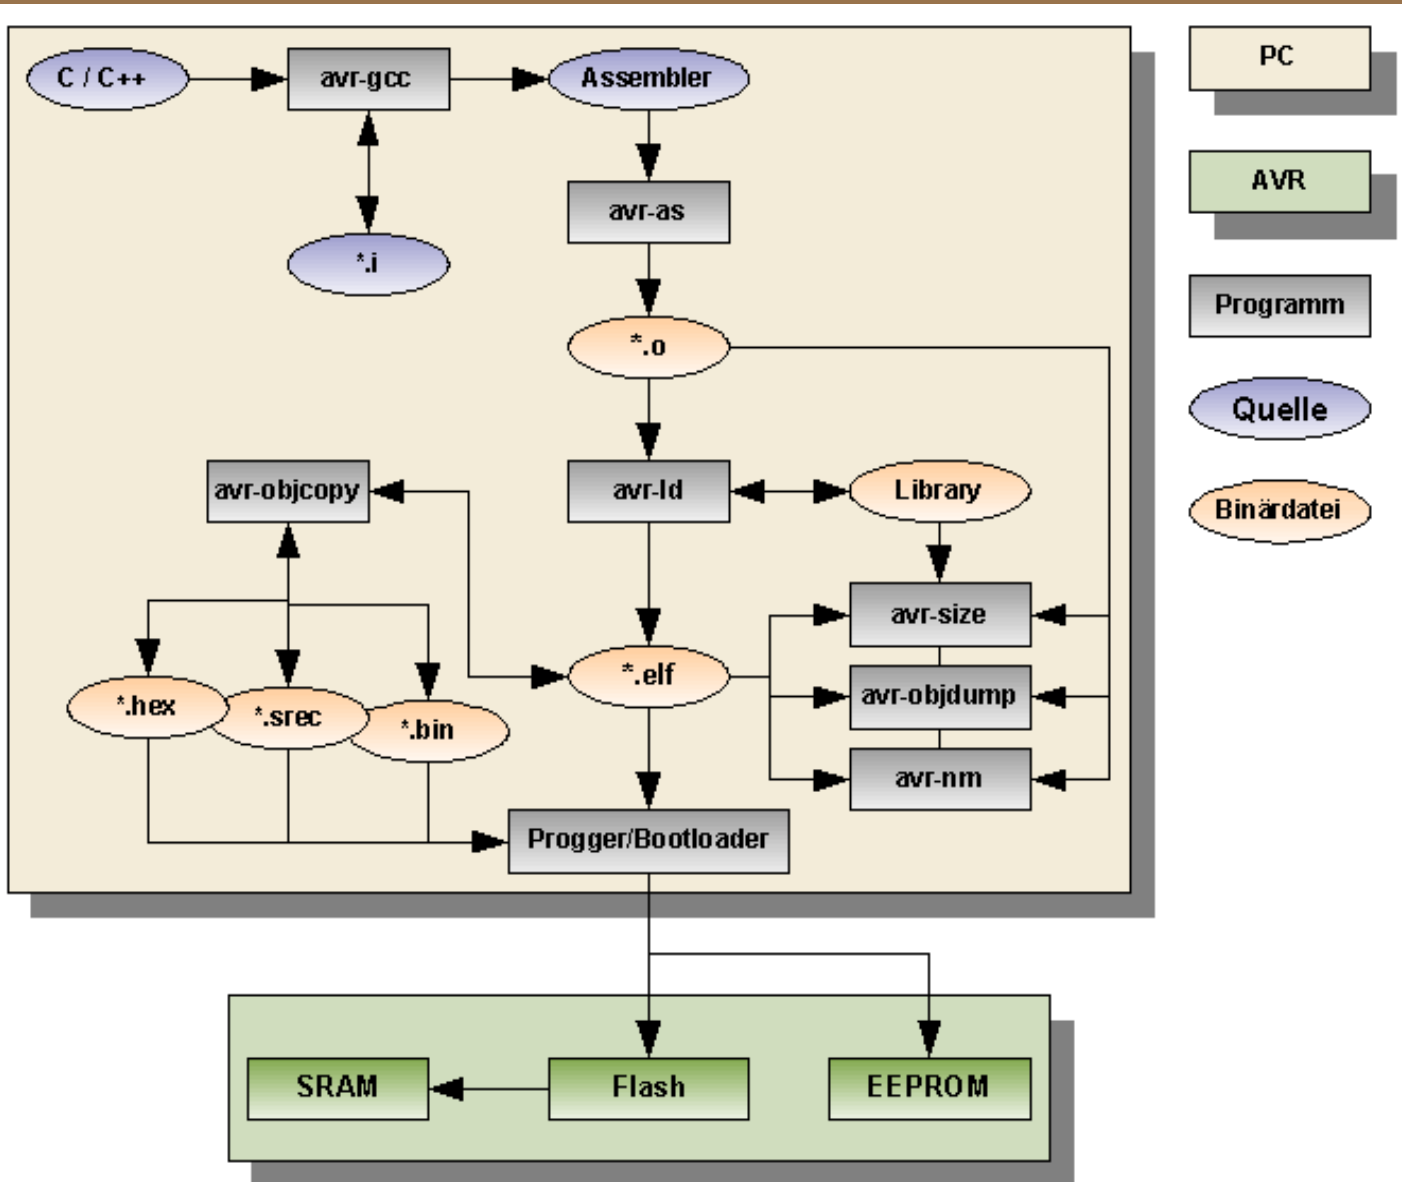 C / C++
avr-gcc
Assembler
avr-as
*.i
*.o
avr-objcopy
avr-ld
Library
avr-size
*.elf
avr-objdump
*.hex
*.srec
*.bin
avr-nm
Progger/Bootloader
SRAM
Flash
EEPROM
PC
AVR
Programm
Quelle
Binärdatei